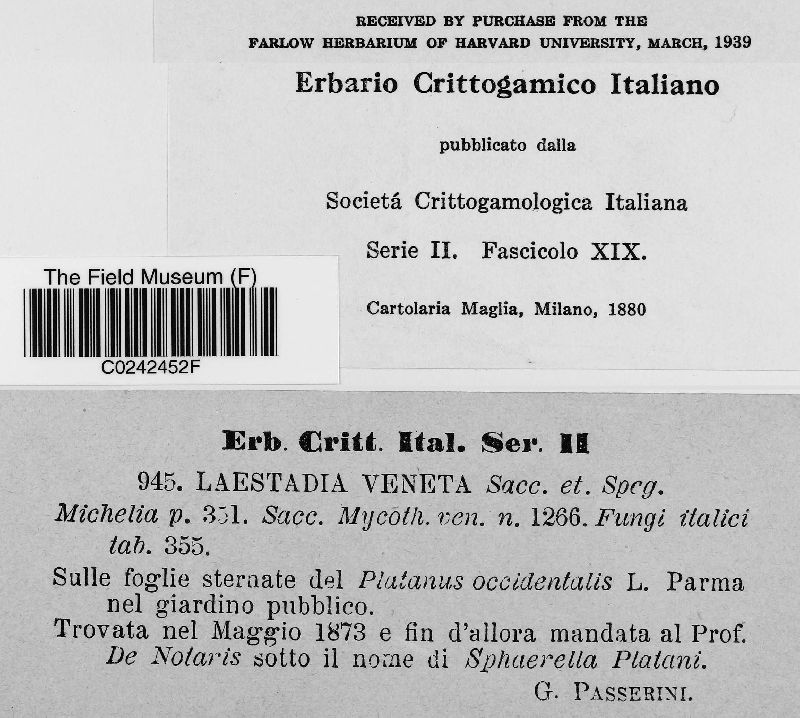 RECEIVED BY PURCHASE FROM THE
FARLOW HERBARIUM OF HARVARD UNIVERSITY, MARCH, 1939
Erbario Crittogamico Italiano
pubblicato dalla
Societá Crittogamologica Italiana
Serie II. Fascicolo XIX.
Cartolaria Maglia, Milano, 1880
The Field Museum (F)
C0242452F
Erb. Critt. Ital. Ser. II
945. LAESTADIA VENETA Sacc. et. Speg.
Michelia p. 351. Sacc. Mycoth. ven. n. 1266. Fungi italici
tab. 355.
Sulle foglie sternate del Platanus occidentalis L. Parma
nel giardino pubblico.
Trovata nel Maggio 1873 e fin d'allora mandata al Prof.
De Notaris sotto il nome di Sphaerella Platani.
G. PASSERINI.